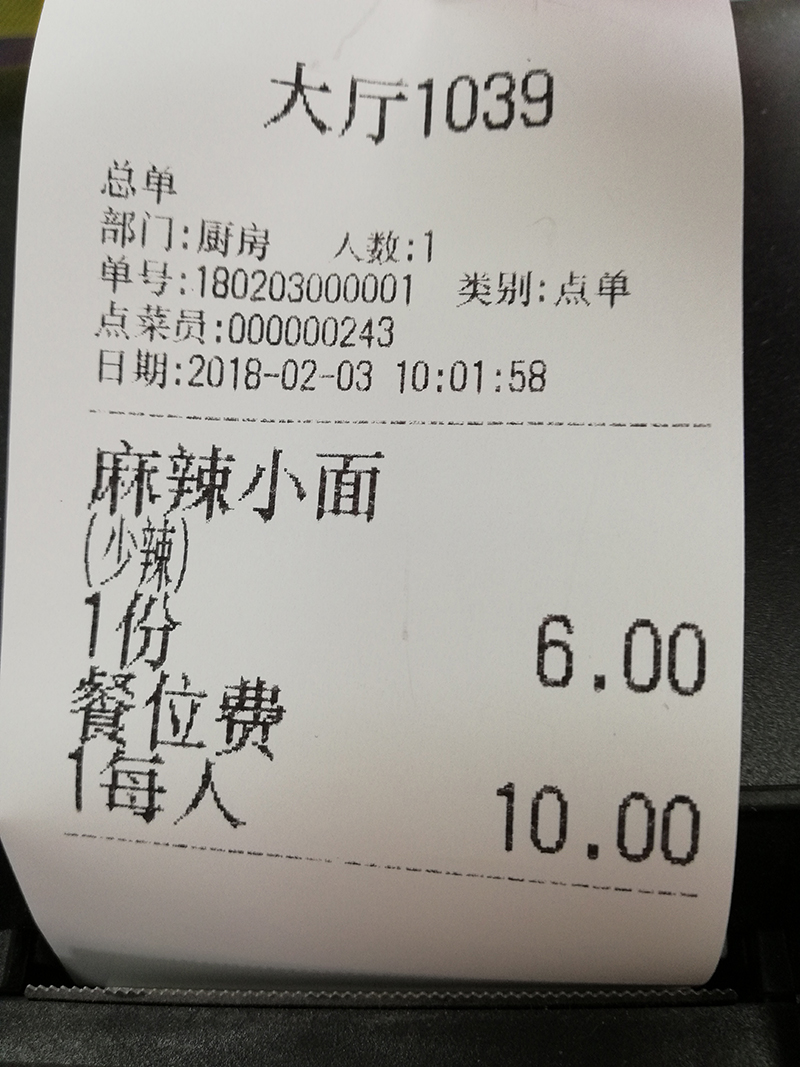 大厅1039
总单
部门:厨房 人数:1
单号:180203000001 类别:点单
点菜员:000000243
日期:2018-02-03 10:01:58
麻辣小面
(少辣)
1份 6.00
餐位费
1每人 10.00